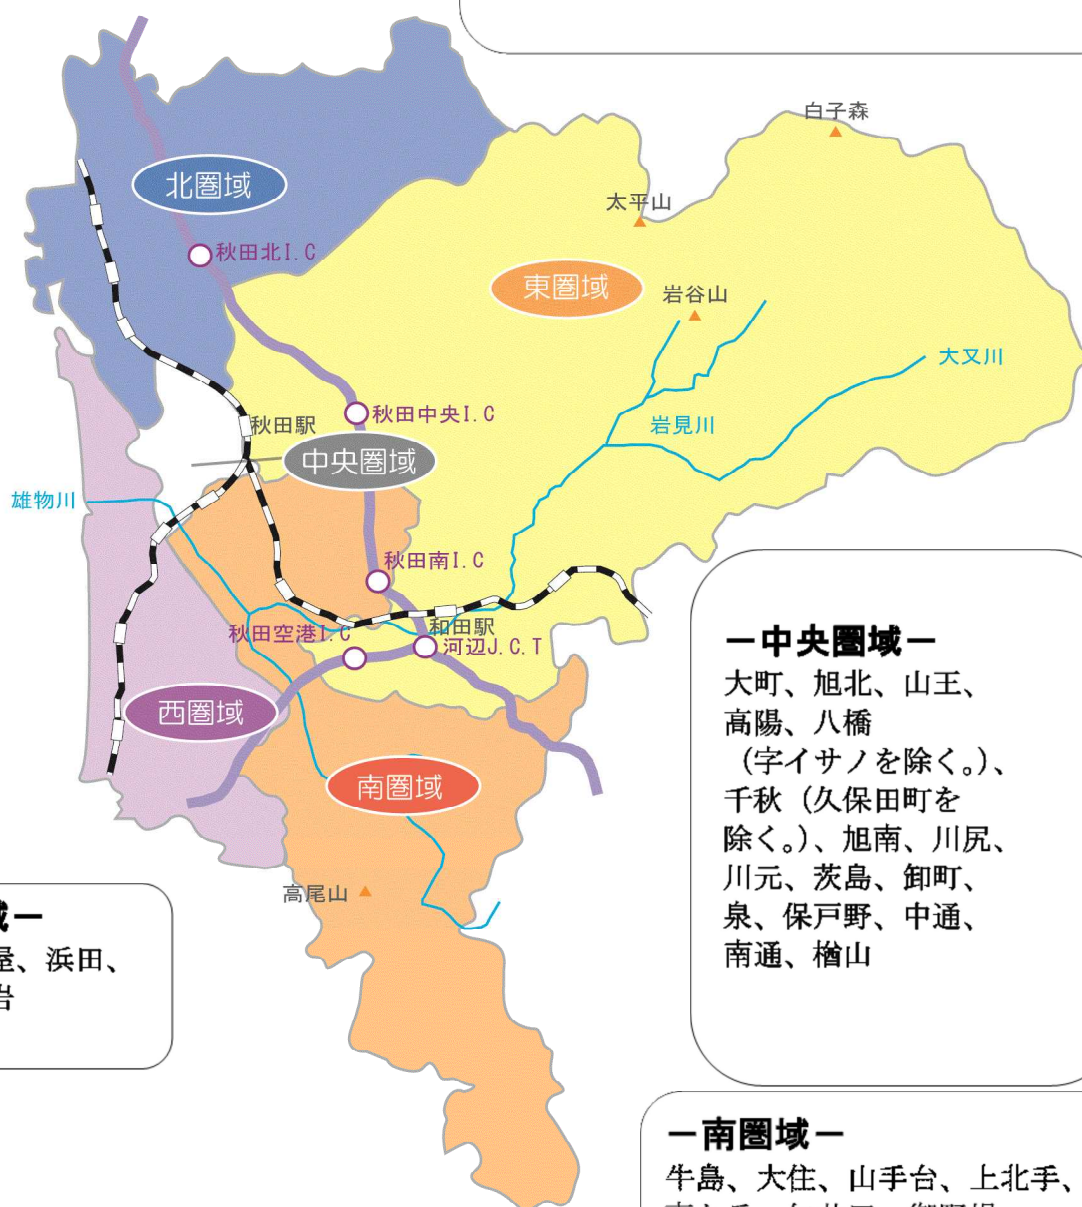 白子森
太平山
北圏域
秋田北I.C
東圏域
岩谷山
大又川
秋田駅
秋田中央I.C
岩見川
中央圏域
雄物川
秋田南I.C
和田駅
秋田空港I.C
河辺J.C.T
西圏域
南圏域
高尾山
ー中央圏域ー
大町、旭北、山王、
高陽、八橋
（字イサノを除く。）、
千秋（久保田町を
除く。）、旭南、川尻、
川元、茨島、卸町、
泉、保戸野、中通、
南通、楢山
域ー
屋、浜田、
岩
ー南圏域ー
牛島、大住、山手台、上北手、